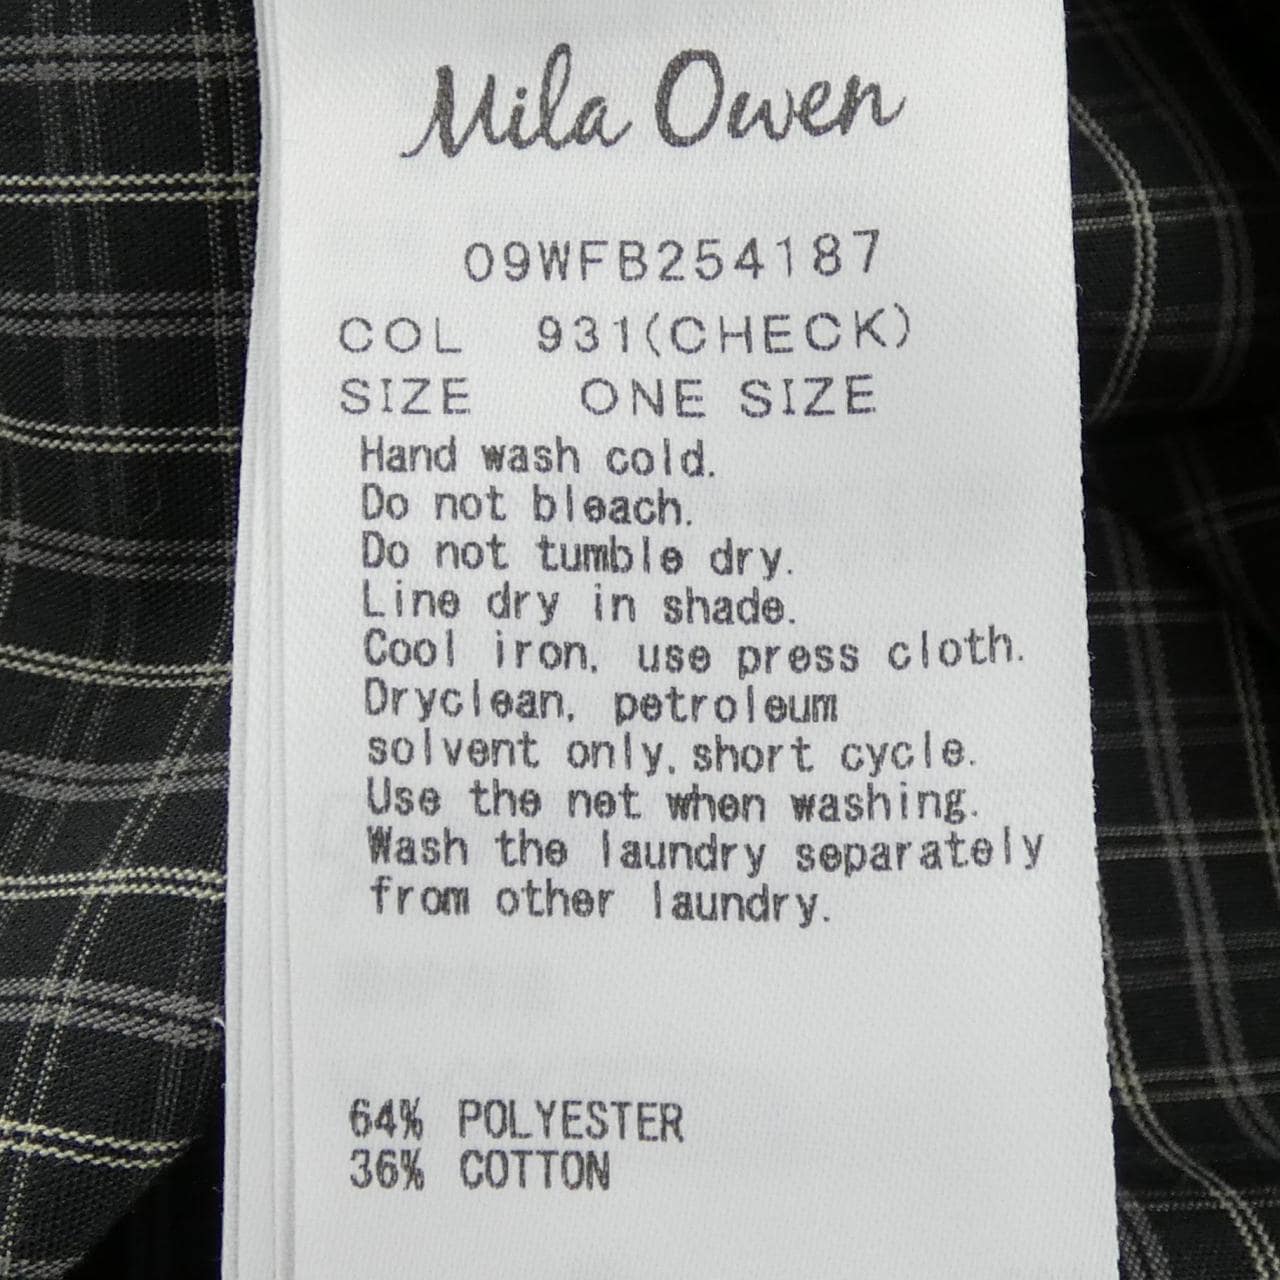 Mila Owen
09WFB254187
COL 931(CHECK)
SIZE ONE SIZE
Hand wash cold.
Do not bleach.
Do not tumble dry.
Line dry in shade.
Cool iron, use press cloth.
Dryclean, petroleum
solvent only,short cycle.
Use the net when washing.
Wash the laundry separately
from other laundry.
64% POLYESTER
36% COTTON